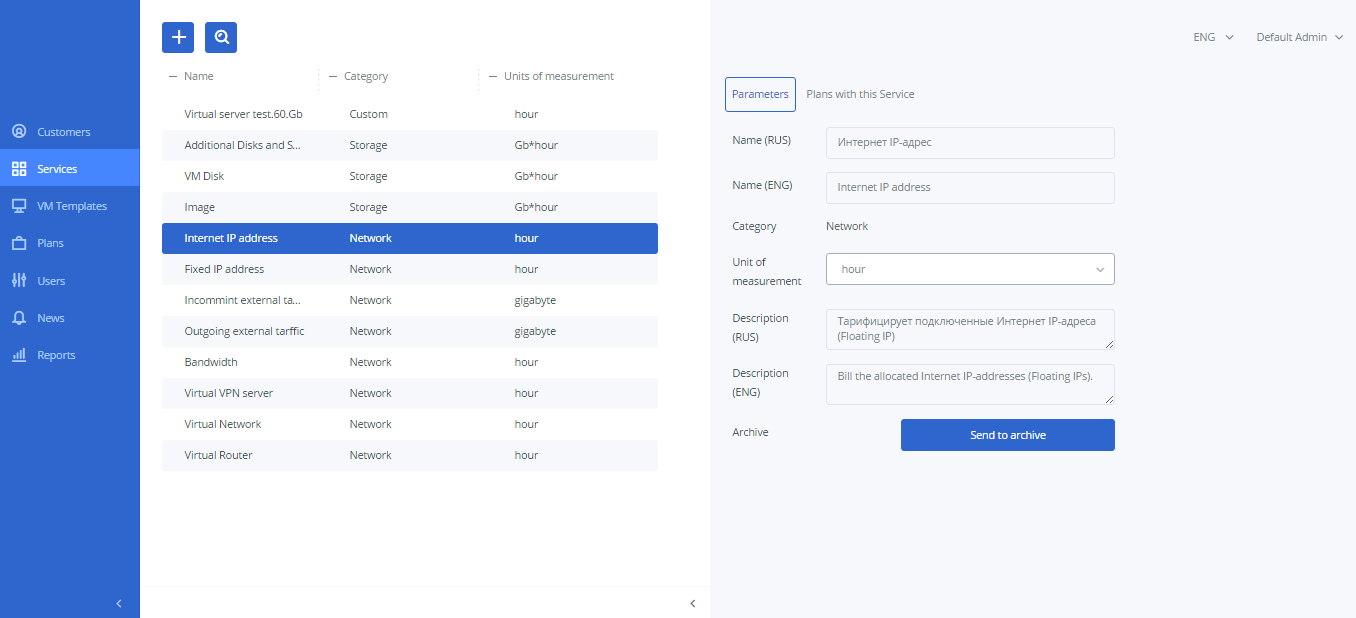 Customers
Services
VM Templates
Plans
Users
News
Reports
Name Category Units of measurement
Virtual server test.60.Gb Custom hour
Additional Disks and S... Storage Gb*hour
VM Disk Storage Gb*hour
Image Storage Gb*hour
Internet IP address Network hour
Fixed IP address Network hour
Incommint external ta... Network gigabyte
Outgoing external tarffic Network gigabyte
Bandwidth Network hour
Virtual VPN server Network hour
Virtual Network Network hour
Virtual Router Network hour
ENG Default Admin
Parameters Plans with this Service
Name (RUS) Интернет IP-адрес
Name (ENG) Internet IP address
Category Network
Unit of
measurement
hour
Description
(RUS)
Тарифицирует подключенные Интернет IP-адреса
(Floating IP)
Description
(ENG)
Bill the allocated Internet IP-addresses (Floating IPs).
Archive Send to archive